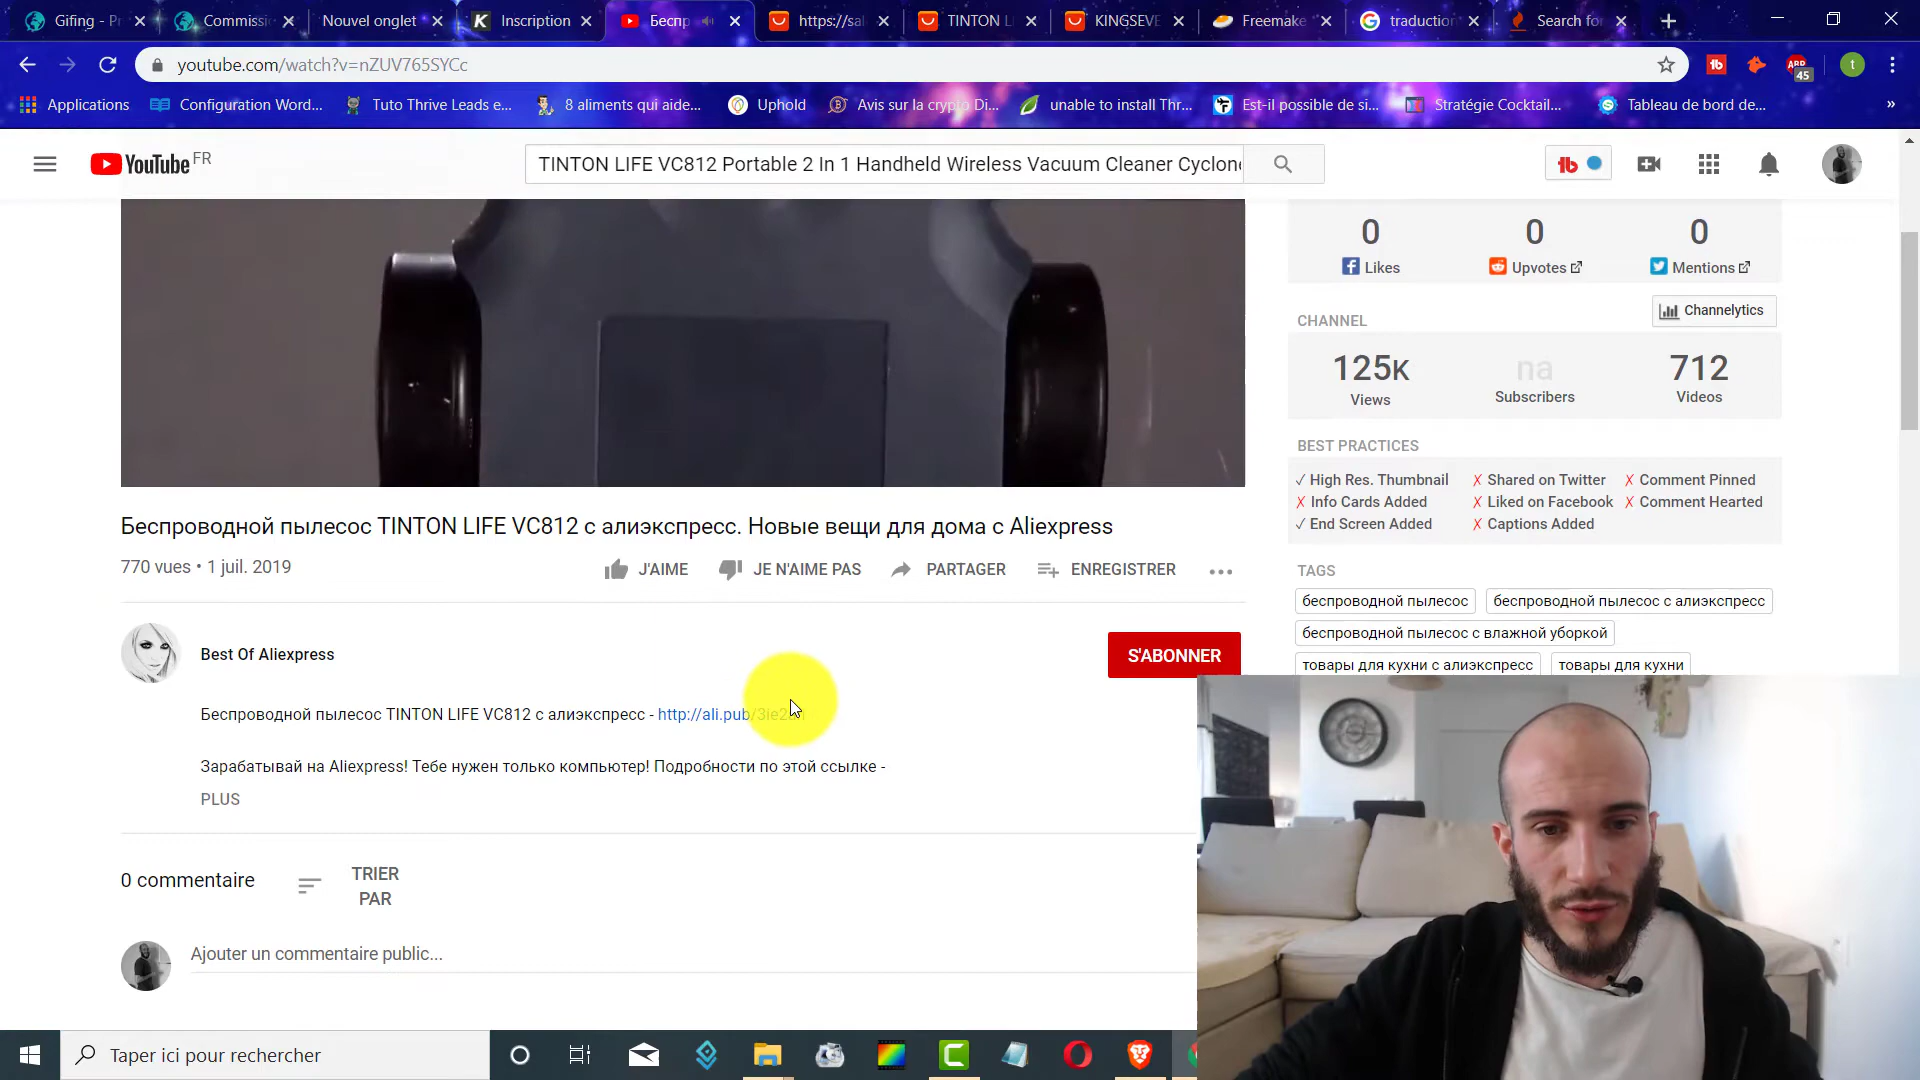 Gifing - P
Commissi
Nouvel onglet
Inscription
Беспр
https://sal
TINTON L
KINGSEVE
Freemake
traduction
Search fo
youtube.com/watch?v=nZUV765SYCc
ABP
45
t
Applications
Configuration Word...
Tuto Thrive Leads e...
8 aliments qui aide...
Uphold
Avis sur la crypto Di...
unable to install Thr...
Est-il possible de si...
Stratégie Cocktail...
Tableau de bord de...
»
YouTube FR
TINTON LIFE VC812 Portable 2 In 1 Handheld Wireless Vacuum Cleaner Cyclone
0
0
0
Likes
Upvotes
Mentions
CHANNEL
Channelytics
125K
na
712
Views
Subscribers
Videos
BEST PRACTICES
✓ High Res. Thumbnail
✗ Shared on Twitter
✗ Comment Pinned
✗ Info Cards Added
✗ Liked on Facebook
✗ Comment Hearted
✓ End Screen Added
✗ Captions Added
TAGS
беспроводной пылесос
беспроводной пылесос с алиэкспресс
беспроводной пылесос с влажной уборкой
товары для кухни с алиэкспресс
товары для кухни
Беспроводной пылесос TINTON LIFE VC812 с алиэкспресс. Новые вещи для дома с Aliexpress
770 vues • 1 juil. 2019
J'AIME
JE N'AIME PAS
PARTAGER
ENREGISTRER
Best Of Aliexpress
S'ABONNER
Беспроводной пылесос TINTON LIFE VC812 с алиэкспресс -
Зарабатывай на Aliexpress! Тебе нужен только компьютер! Подробности по этой ссылке -
PLUS
0 commentaire
TRIER
PAR
Ajouter un commentaire public...
Taper ici pour rechercher